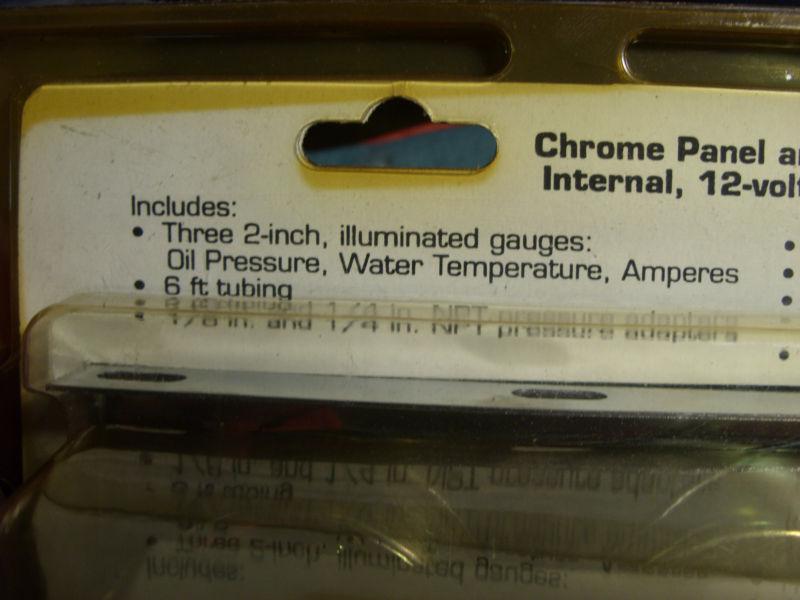 Chrome Panel
Internal, 12-volt
Includes:
• Three 2-inch, illuminated gauges:
Oil Pressure, Water Temperature, Amperes
• 6 ft tubing
• 1/8 in. and 1/4 in. NPT pressure adapters